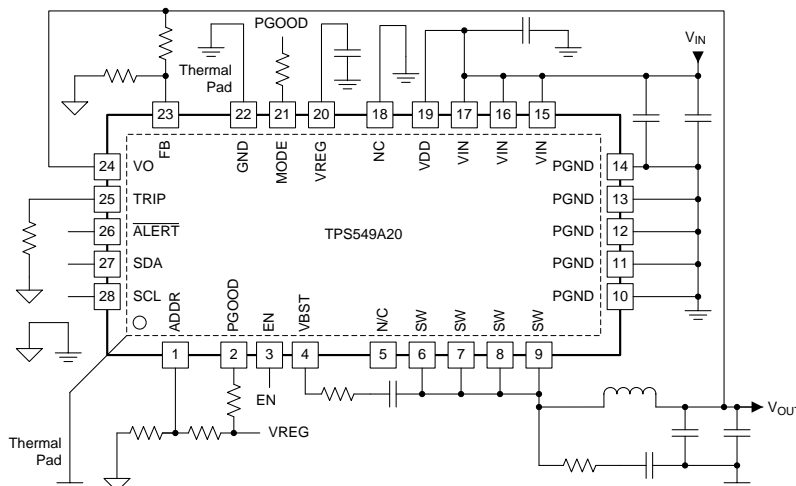 PGOOD
VIN
Thermal
Pad
23 22 21 20 18 19 17 16 15
FB GND MODE VREG NC VDD VIN VIN VIN
24 VO
25 TRIP
26 ALERT
27 SDA
28 SCL
TPS549A20
PGND 14
PGND 13
PGND 12
PGND 11
PGND 10
ADDR PGOOD EN VBST N/C SW SW SW SW
1 2 3 4 5 6 7 8 9
EN
VREG
VOUT
Thermal
Pad